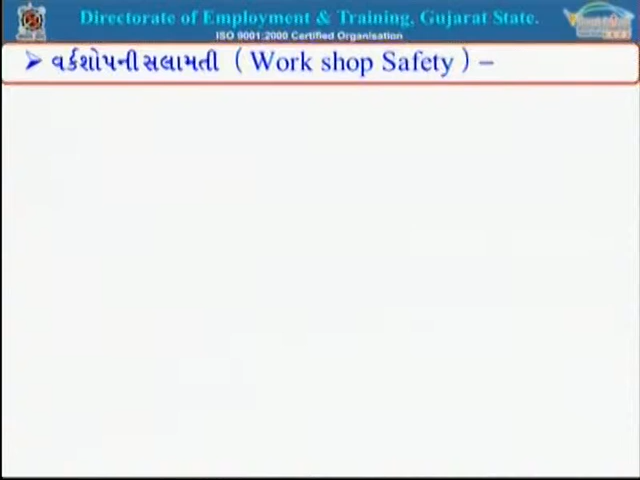 Directorate of Employment & Training, Gujarat State.
ISO 9001:2000 Certified Organisation
➢ વર્કશોપની સલામતી ( Work shop Safety ) –